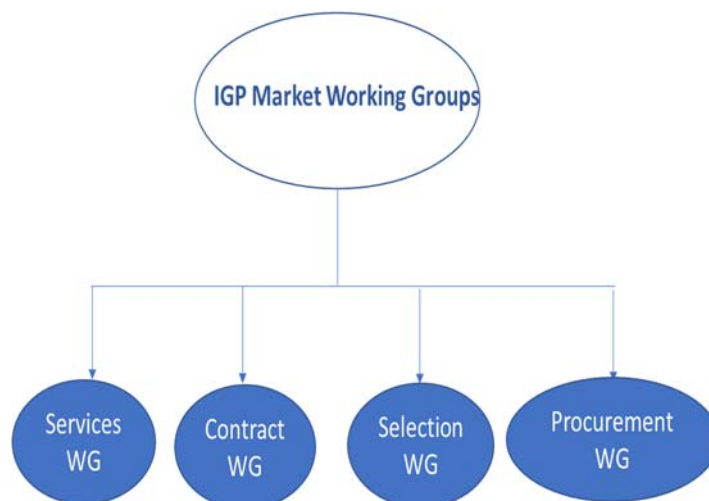 IGP Market Working Groups
Services
WG
Contract
WG
Selection
WG
Procurement
WG